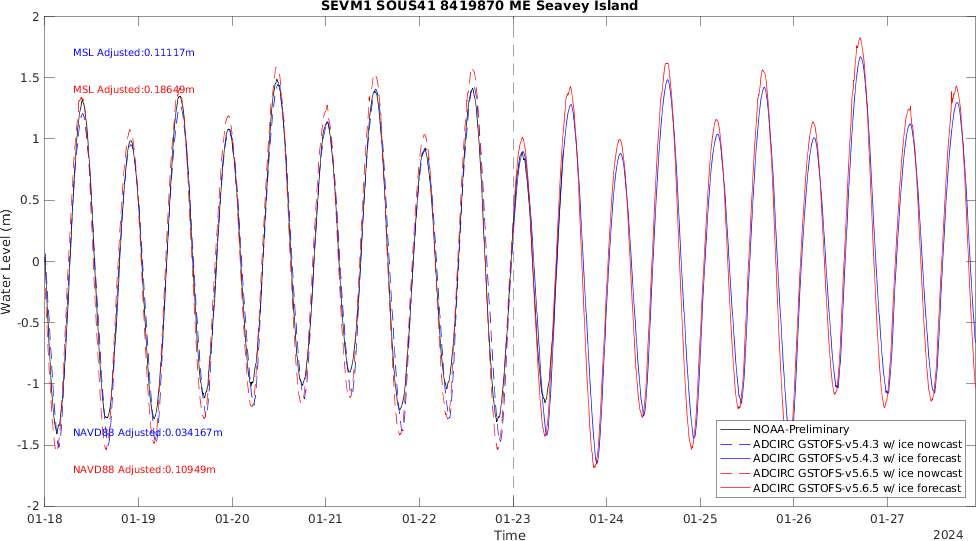 SEVM1 SOUS41 8419870 ME Seavey Island
2
1.5
1
0.5
0
-0.5
-1
-1.5
-2
Water Level (m)
MSL Adjusted:0.11117m
MSL Adjusted:0.18649m
NAVD88 Adjusted:0.034167m
NAVD88 Adjusted:0.10949m
NOAA-Preliminary
ADCIRC GSTOFS-v5.4.3 w/ ice nowcast
ADCIRC GSTOFS-v5.4.3 w/ ice forecast
ADCIRC GSTOFS-v5.6.5 w/ ice nowcast
ADCIRC GSTOFS-v5.6.5 w/ ice forecast
01-18 01-19 01-20 01-21 01-22 01-23 01-24 01-25 01-26 01-27
Time
2024